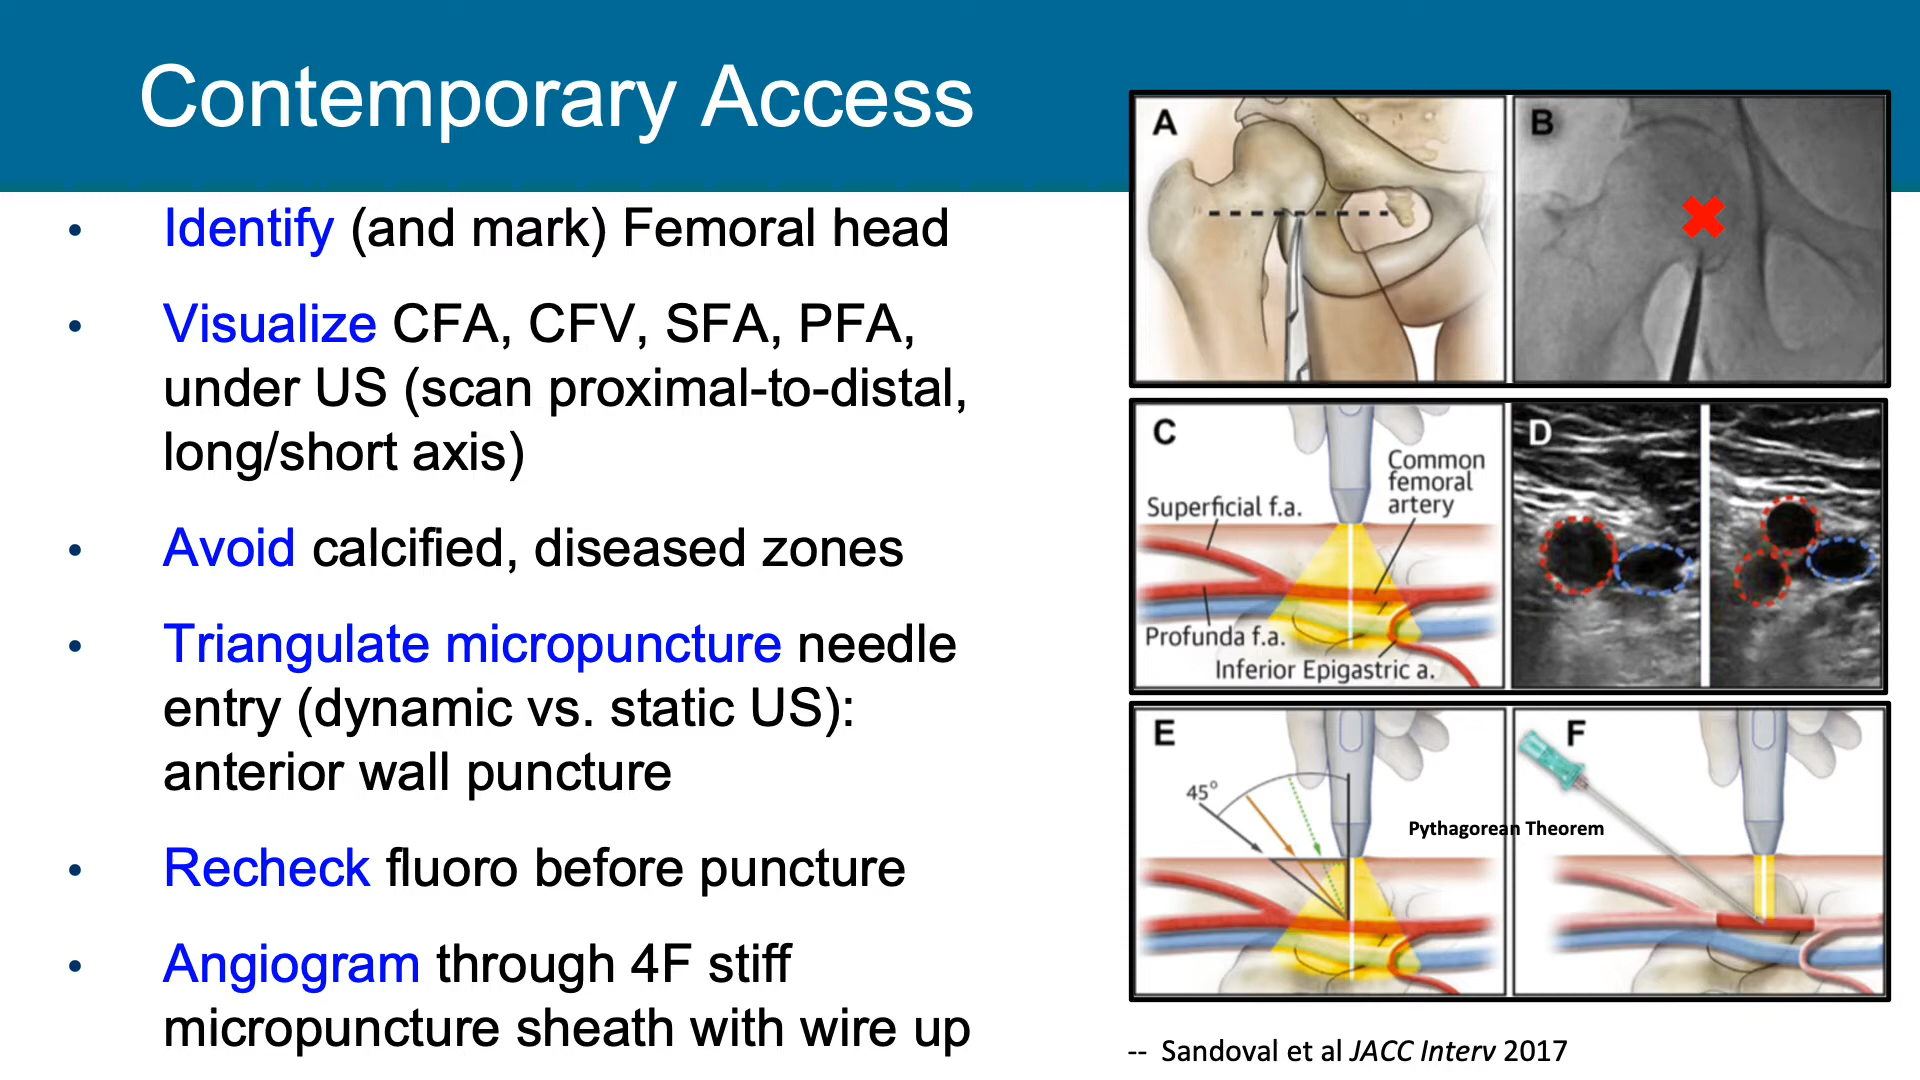 Contemporary Access
• Identify (and mark) Femoral head
• Visualize CFA, CFV, SFA, PFA,
under US (scan proximal-to-distal,
long/short axis)
• Avoid calcified, diseased zones
• Triangulate micropuncture needle
entry (dynamic vs. static US):
anterior wall puncture
• Recheck fluoro before puncture
• Angiogram through 4F stiff
micropuncture sheath with wire up
A
B
C
Common
femoral
artery
Superficial f.a.
Profunda f.a.
Inferior Epigastric a.
D
E
45°
Pythagorean Theorem
F
-- Sandoval et al JACC Interv 2017